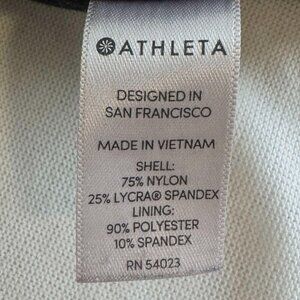 ATHLETA
DESIGNED IN
SAN FRANCISCO
MADE IN VIETNAM
SHELL:
75% NYLON
25% LYCRA® SPANDEX
LINING:
90% POLYESTER
10% SPANDEX
RN 54023